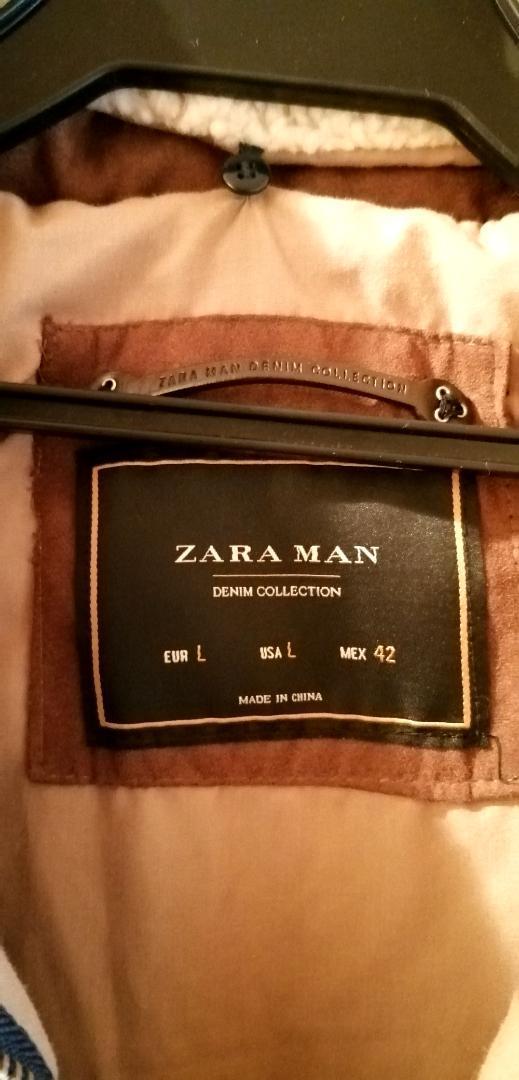 ZARA MAN DENIM COLLECTION
ZARA MAN
DENIM COLLECTION
EUR L USA L MEX 42
MADE IN CHINA